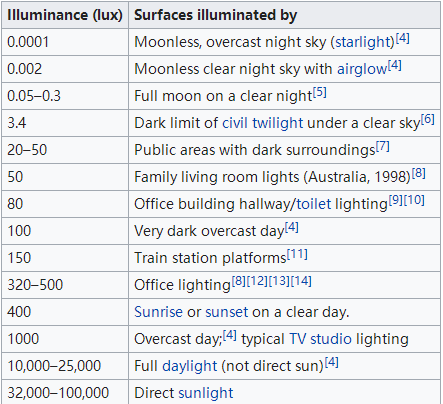 Illuminance (lux) Surfaces illuminated by
0.0001 Moonless, overcast night sky (starlight)[4]
0.002 Moonless clear night sky with airglow[4]
0.05–0.3 Full moon on a clear night[5]
3.4 Dark limit of civil twilight under a clear sky[6]
20–50 Public areas with dark surroundings[7]
50 Family living room lights (Australia, 1998)[8]
80 Office building hallway/toilet lighting[9][10]
100 Very dark overcast day[4]
150 Train station platforms[11]
320–500 Office lighting[8][12][13][14]
400 Sunrise or sunset on a clear day.
1000 Overcast day;[4] typical TV studio lighting
10,000–25,000 Full daylight (not direct sun)[4]
32,000–100,000 Direct sunlight